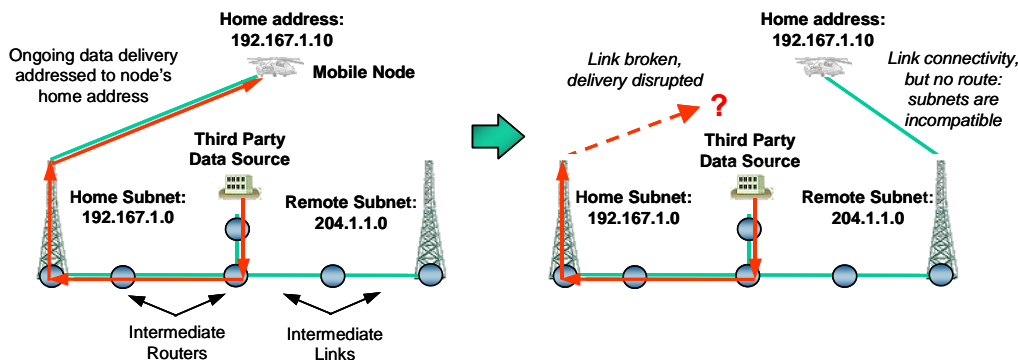 Home address:
192.167.1.10
Ongoing data delivery
addressed to node's
home address
Mobile Node
Third Party
Data Source
Home Subnet:
192.167.1.0
Remote Subnet:
204.1.1.0
Intermediate
Routers
Intermediate
Links
Home address:
192.167.1.10
Link broken,
delivery disrupted
?
Link connectivity,
but no route:
subnets are
incompatible
Third Party
Data Source
Home Subnet:
192.167.1.0
Remote Subnet:
204.1.1.0